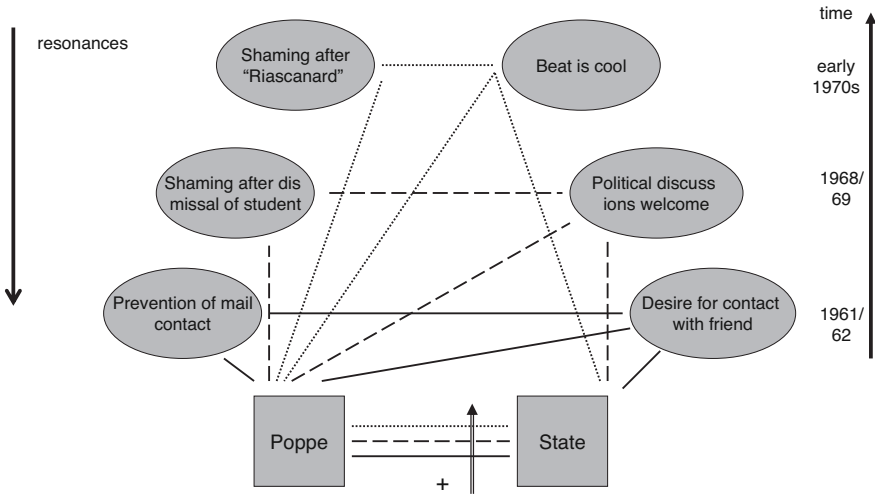 time
resonances
Shaming after
“Riascanard”
Beat is cool
early
1970s
Shaming after dis
missal of student
Political discuss
ions welcome
1968/
69
Prevention of mail
contact
Desire for contact
with friend
1961/
62
Poppe
State
+